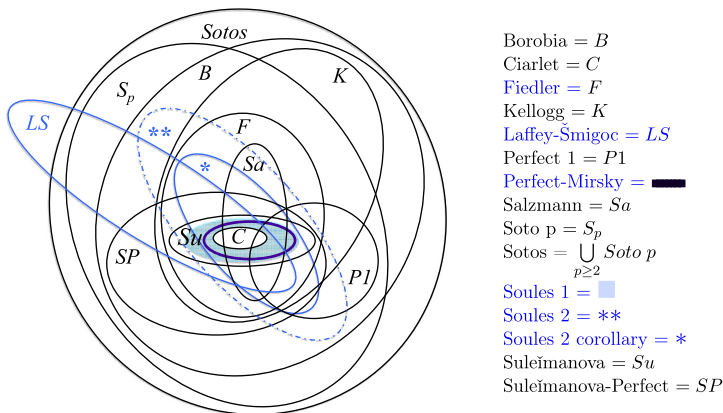 Sotos
S_p
B
K
LS
**
F
*
Sa
Su
C
SP
P1
Borobia = B
Ciarlet = C
Fiedler = F
Kellogg = K
Laffey-Šmigoc = LS
Perfect 1 = P1
Perfect-Mirsky =
Salzmann = Sa
Soto p = S_p
Sotos = ⋃ Soto p
p≥2
Soules 1 =
Soules 2 = **
Soules 2 corollary = *
Suleĭmanova = Su
Suleĭmanova-Perfect = SP